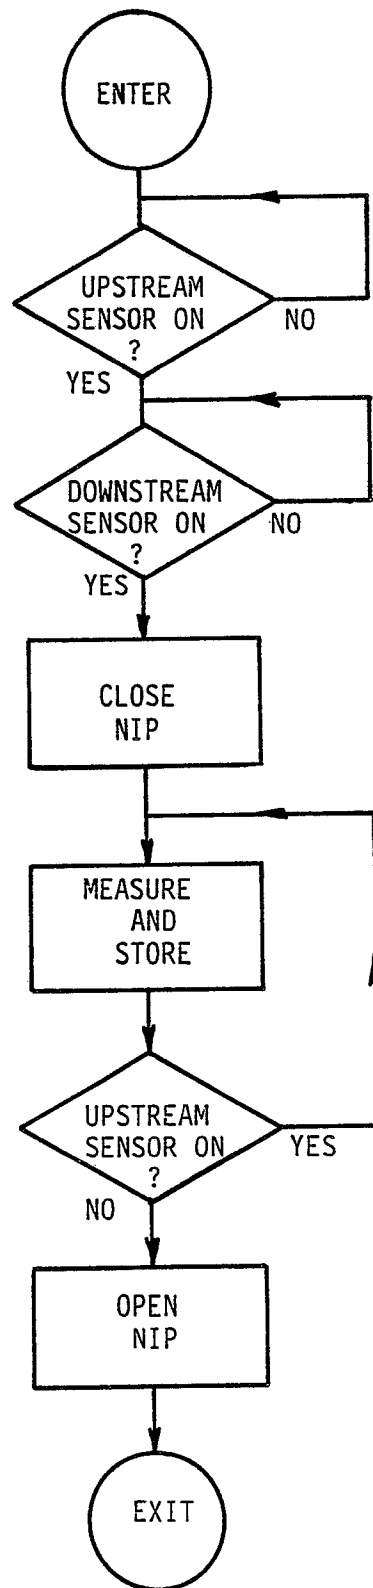 ENTER
UPSTREAM
SENSOR ON
?
NO
YES
DOWNSTREAM
SENSOR ON
?
NO
YES
CLOSE
NIP
MEASURE
AND
STORE
UPSTREAM
SENSOR ON
?
YES
NO
OPEN
NIP
EXIT